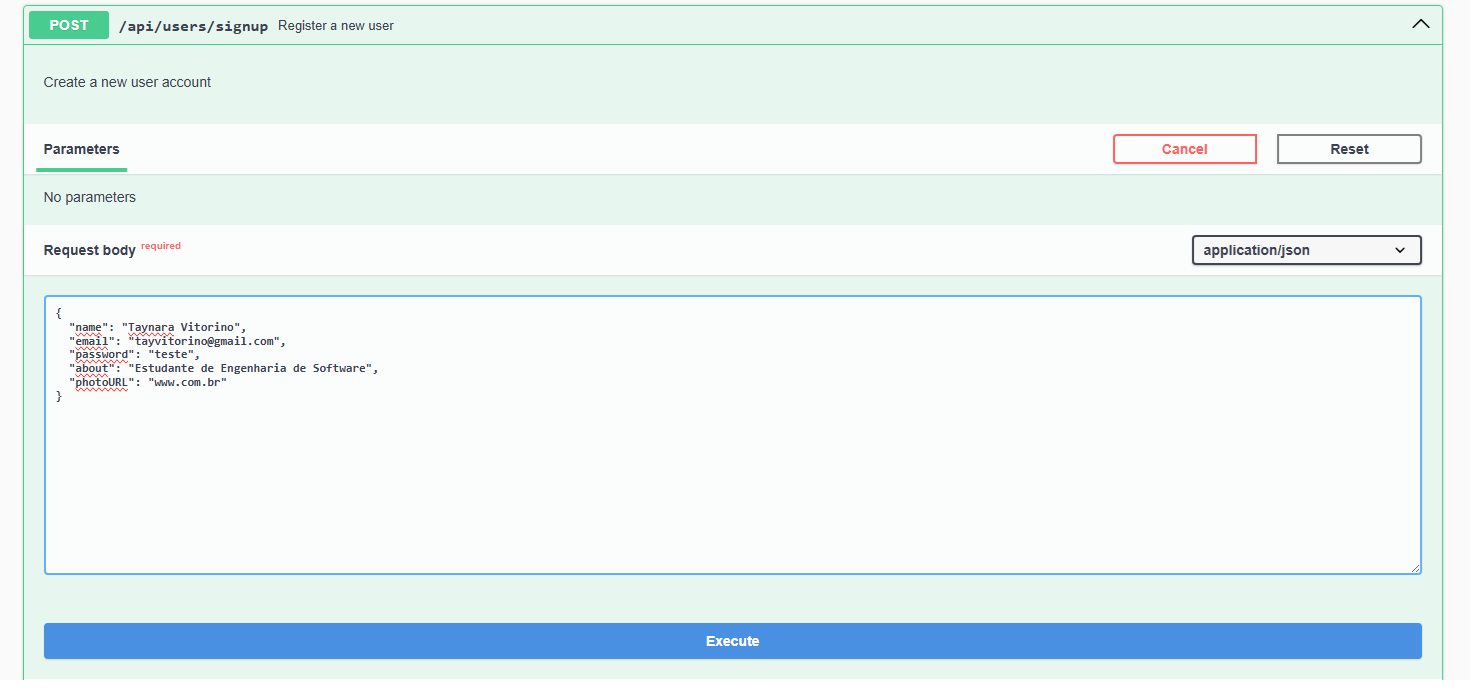 POST /api/users/signup Register a new user
Create a new user account
Parameters Cancel Reset
No parameters
Request body required application/json
{
  "name": "Taynara Vitorino",
  "email": "tayvitorino@gmail.com",
  "password": "teste",
  "about": "Estudante de Engenharia de Software",
  "photoURL": "www.com.br"
}
Execute